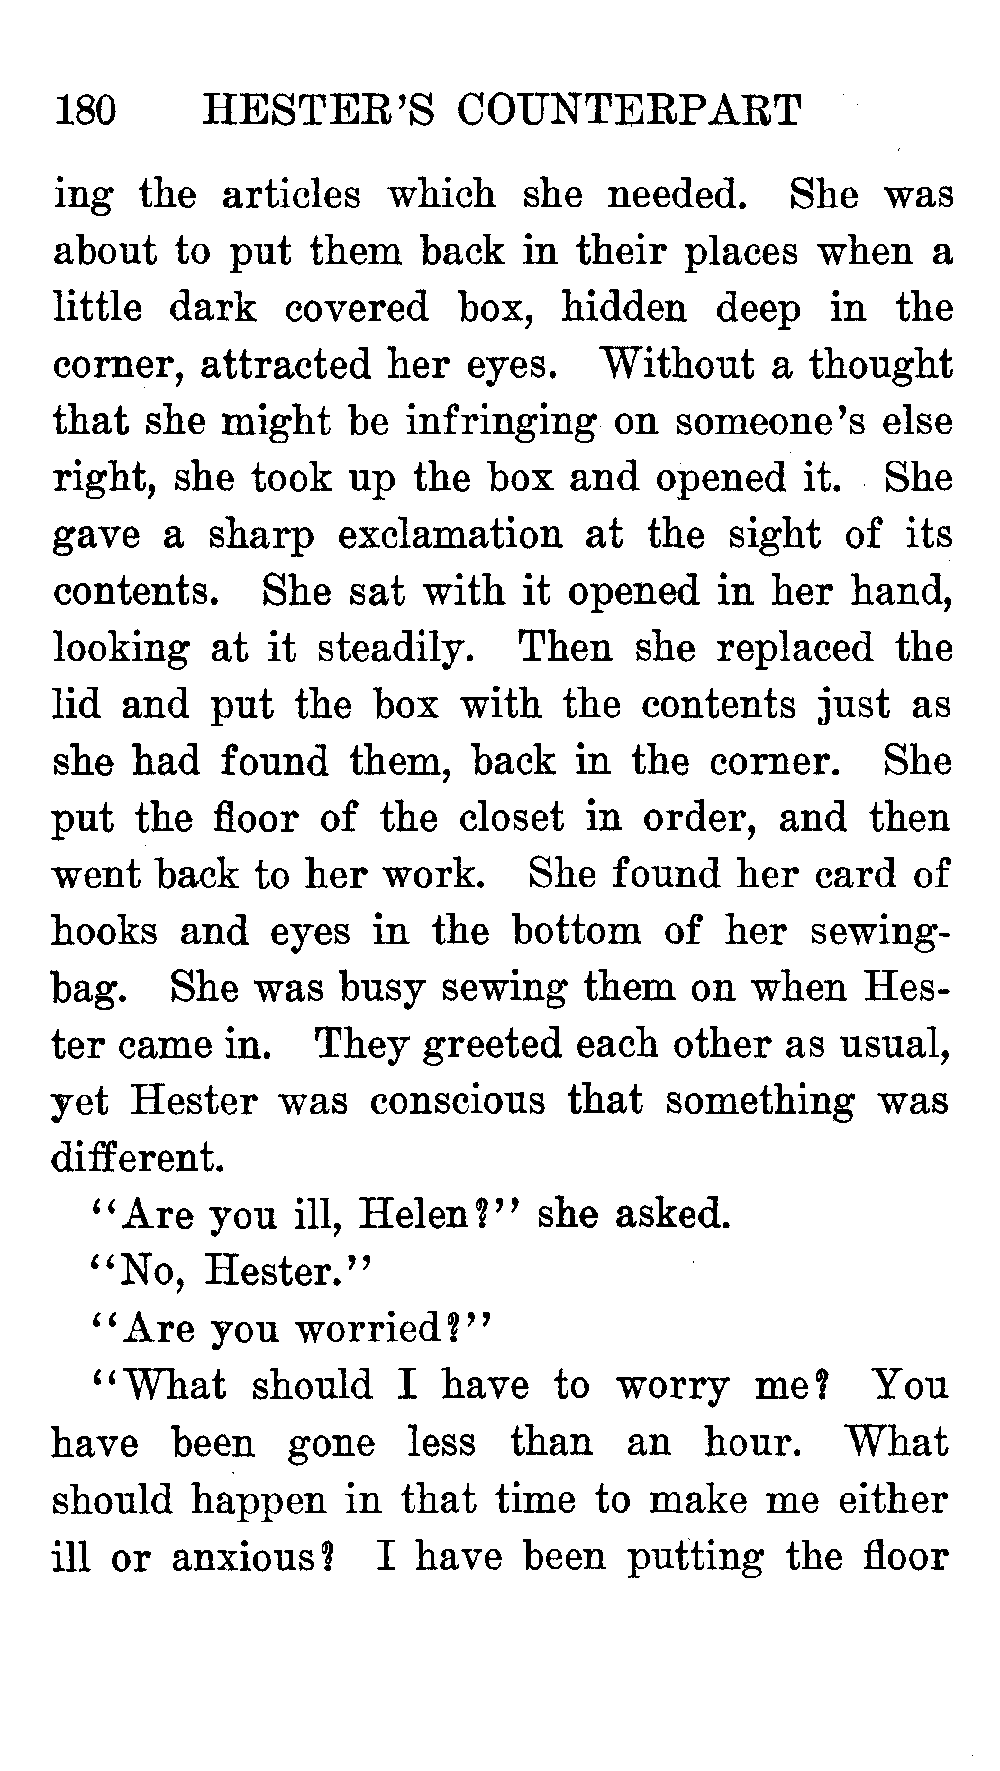 180 HESTER'S COUNTERPART
ing the articles which she needed. She was
about to put them back in their places when a
little dark covered box, hidden deep in the
corner, attracted her eyes. Without a thought
that she might be infringing on someone's else
right, she took up the box and opened it. She
gave a sharp exclamation at the sight of its
contents. She sat with it opened in her hand,
looking at it steadily. Then she replaced the
lid and put the box with the contents just as
she had found them, back in the corner. She
put the floor of the closet in order, and then
went back to her work. She found her card of
hooks and eyes in the bottom of her sewing-
bag. She was busy sewing them on when Hes-
ter came in. They greeted each other as usual,
yet Hester was conscious that something was
different.
"Are you ill, Helen?" she asked.
"No, Hester."
"Are you worried?"
"What should I have to worry me? You
have been gone less than an hour. What
should happen in that time to make me either
ill or anxious? I have been putting the floor